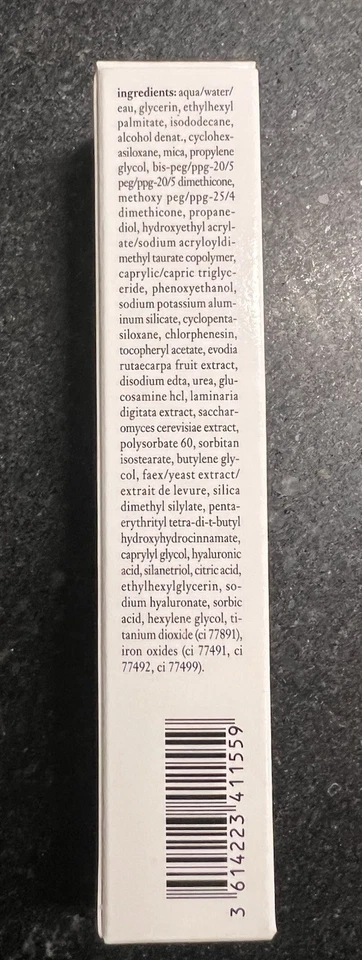 ingredients: aqua/water/
eau, glycerin, ethylhexyl
palmitate, isododecane,
alcohol denat., cyclohex-
asiloxane, mica, propylene
glycol, bis-peg/ppg-20/5
peg/ppg-20/5 dimethicone,
methoxy peg/ppg-25/4
dimethicone, propane-
diol, hydroxyethyl acryl-
ate/sodium acryloyldi-
methyl taurate copolymer,
caprylic/capric triglyc-
eride, phenoxyethanol,
sodium potassium alum-
inum silicate, cyclopenta-
siloxane, chlorphenesin,
tocopheryl acetate, evodia
rutaecarpa fruit extract,
disodium edta, urea, glu-
cosamine hcl, laminaria
digitata extract, sacchar-
omyces cerevisiae extract,
polysorbate 60, sorbitan
isostearate, butylene gly-
col, faex/yeast extract/
extrait de levure, silica
dimethyl silylate, penta-
erythrityl tetra-di-t-butyl
hydroxyhydrocinnamate,
caprylyl glycol, hyaluronic
acid, silanetriol, citric acid,
ethylhexylglycerin, so-
dium hyaluronate, sorbic
acid, hexylene glycol, ti-
tanium dioxide (ci 77891),
iron oxides (ci 77491, ci
77492, ci 77499).
3 614223 411559